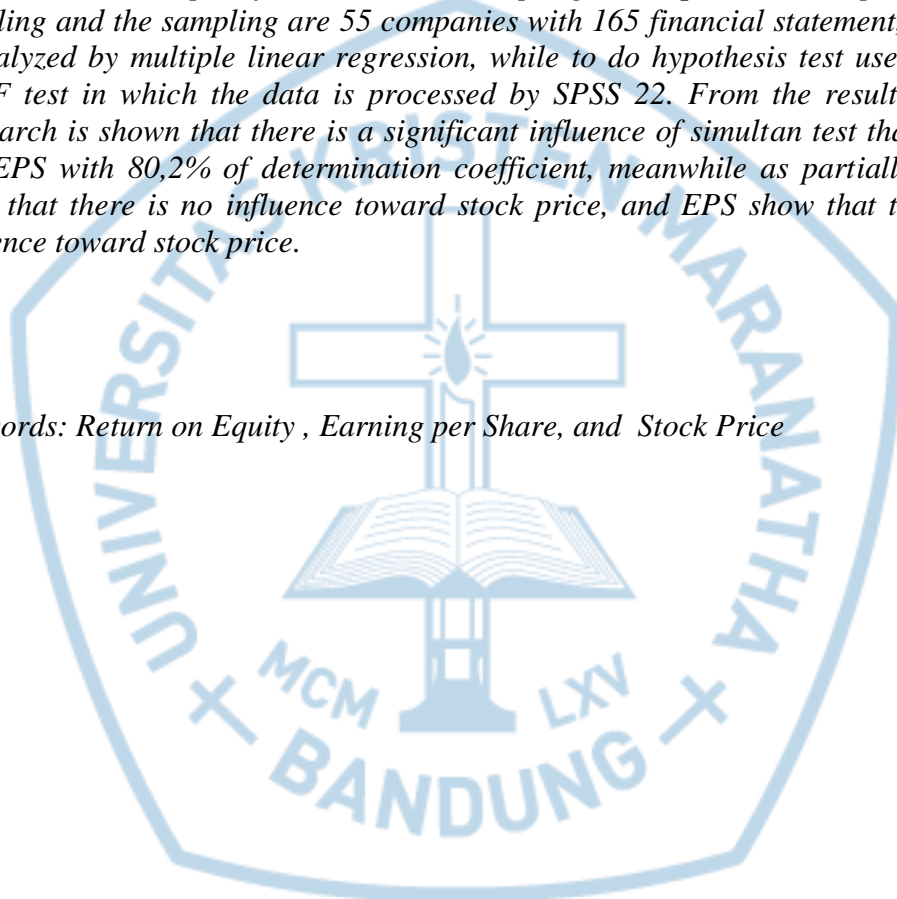 ling and the sampling are 55 companies with 165 financial statement,
alyzed by multiple linear regression, while to do hypothesis test use
F test in which the data is processed by SPSS 22. From the result
arch is shown that there is a significant influence of simultan test tha
EPS with 80,2% of determination coefficient, meanwhile as partiall
that there is no influence toward stock price, and EPS show that t
ence toward stock price.
ords: Return on Equity , Earning per Share, and Stock Price
UNIVERSITAS KRISTEN MARANATHA
MCM LXV
BANDUNG